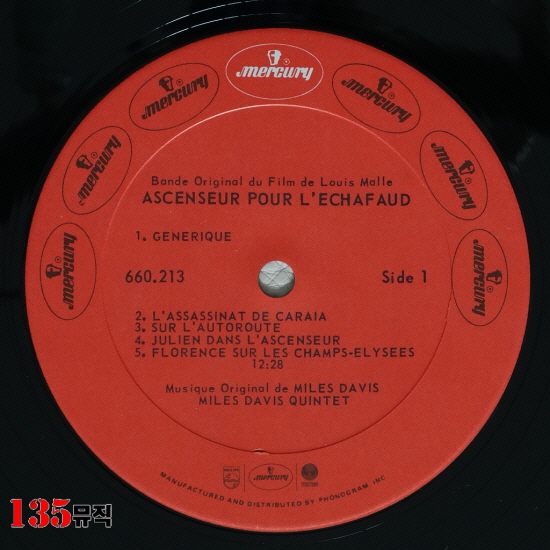 mercury
mercury
mercury
mercury
mercury
mercury
mercury
Bande Original du Film de Louis Malle
ASCENSEUR POUR L'ECHAFAUD
1. GENERIQUE
660.213
Side 1
2. L'ASSASSINAT DE CARAIA
3. SUR L'AUTOROUTE
4. JULIEN DANS L'ASCENSEUR
5. FLORENCE SUR LES CHAMPS-ELYSEES
12:28
Musique Original de MILES DAVIS
MILES DAVIS QUINTET
mercury
MANUFACTURED AND DISTRIBUTED BY PHONOGRAM, INC
135뮤직